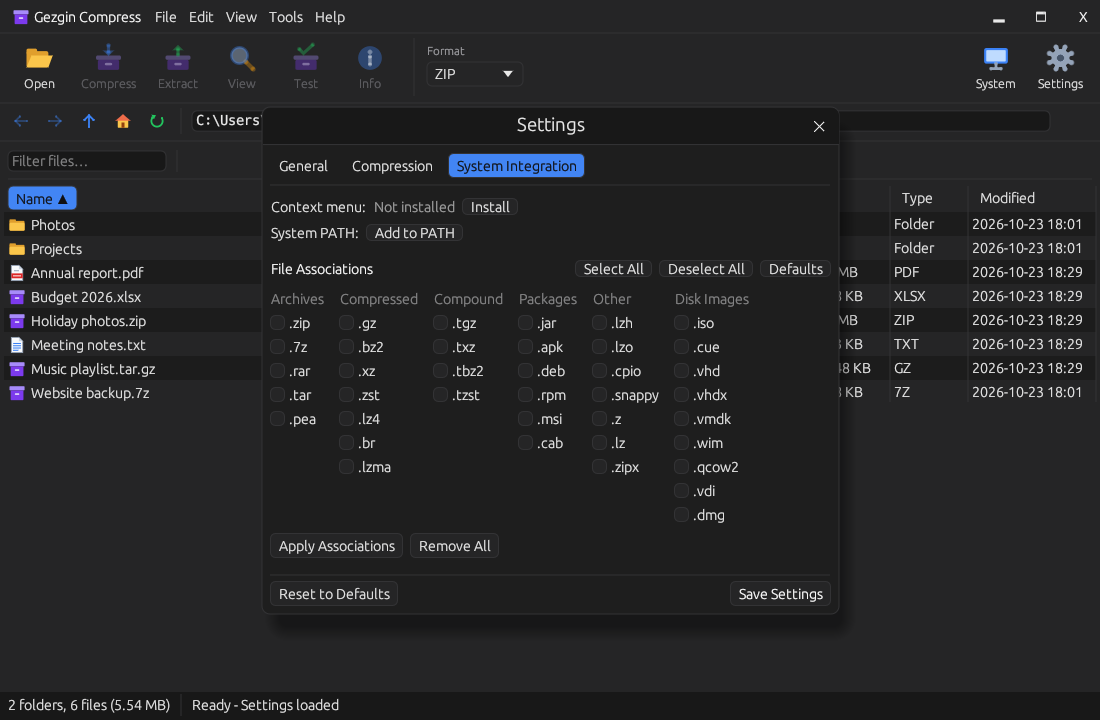 Gezgin Compress File Edit View Tools Help X
Open Compress Extract View Test Info Format ZIP System Settings
C:\Users\
Settings
Filter files...
General Compression System Integration
Name ▲ Type Modified
Context menu: Not installed Install
System PATH: Add to PATH
File Associations Select All Deselect All Defaults
Archives Compressed Compound Packages Other Disk Images
.zip .gz .tgz .jar .lzh .iso
.7z .bz2 .txz .apk .lzo .cue
.rar .xz .tbz2 .deb .cpio .vhd
.tar .zst .tzst .rpm .snappy .vhdx
.pea .lz4 .msi .z .vmdk
.br .cab .lz .wim
.lzma .zipx .qcow2
.vdi
.dmg
Apply Associations Remove All
Reset to Defaults Save Settings
Photos Folder 2026-10-23 18:01
Projects Folder 2026-10-23 18:01
Annual report.pdf MB PDF 2026-10-23 18:29
Budget 2026.xlsx KB XLSX 2026-10-23 18:29
Holiday photos.zip MB ZIP 2026-10-23 18:29
Meeting notes.txt KB TXT 2026-10-23 18:29
Music playlist.tar.gz KB GZ 2026-10-23 18:29
Website backup.7z KB 7Z 2026-10-23 18:01
2 folders, 6 files (5.54 MB) Ready - Settings loaded